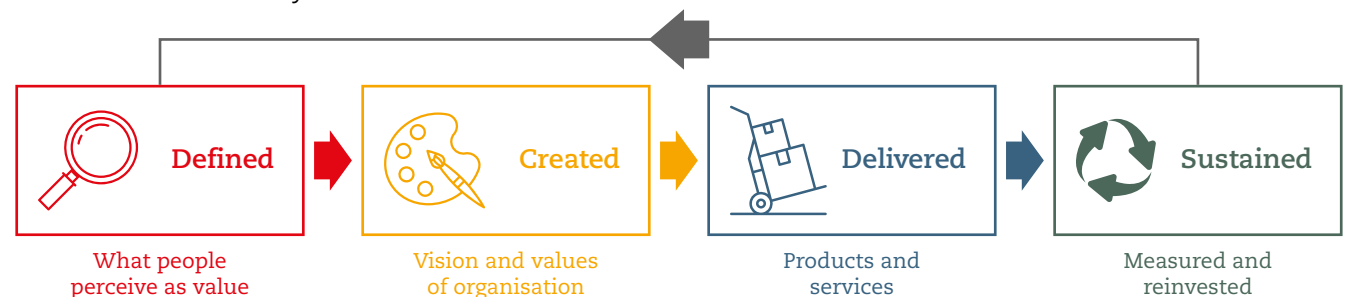 Defined
Created
Delivered
Sustained
What people
perceive as value
Vision and values
of organisation
Products and
services
Measured and
reinvested